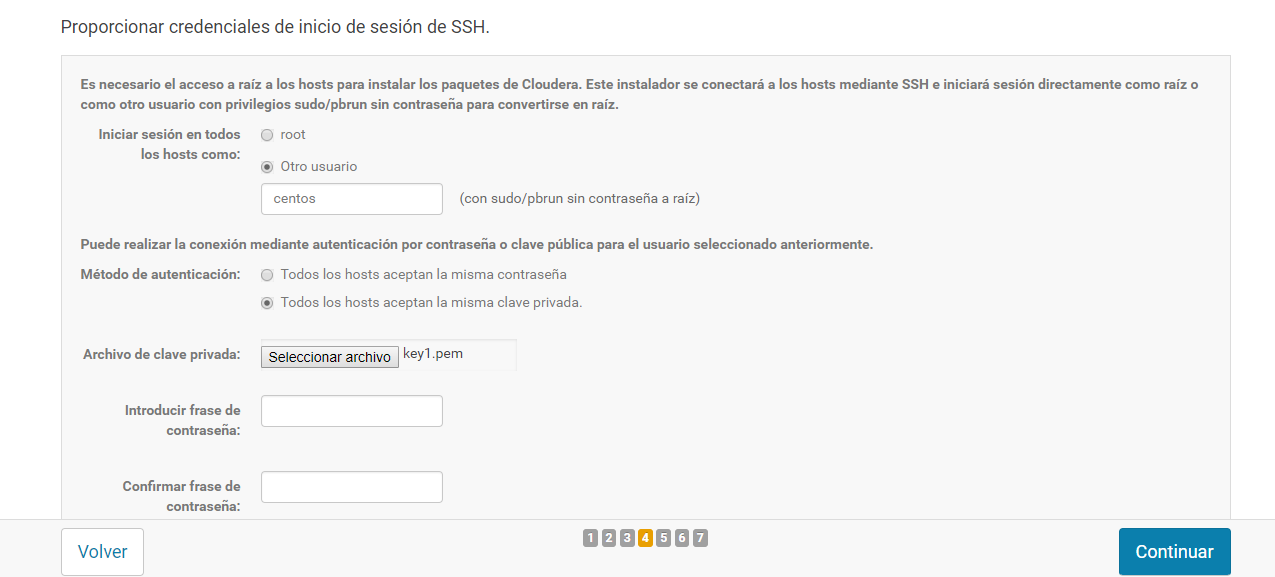 Proporcionar credenciales de inicio de sesión de SSH.
Es necesario el acceso a raíz a los hosts para instalar los paquetes de Cloudera. Este instalador se conectará a los hosts mediante SSH e iniciará sesión directamente como raíz o
como otro usuario con privilegios sudo/pbrun sin contraseña para convertirse en raíz.
Iniciar sesión en todos
los hosts como:
root
Otro usuario
centos
(con sudo/pbrun sin contraseña a raíz)
Puede realizar la conexión mediante autenticación por contraseña o clave pública para el usuario seleccionado anteriormente.
Método de autenticación:
Todos los hosts aceptan la misma contraseña
Todos los hosts aceptan la misma clave privada.
Archivo de clave privada:
Seleccionar archivo key1.pem
Introducir frase de
contraseña:
Confirmar frase de
contraseña:
Volver
1 2 3 4 5 6 7
Continuar